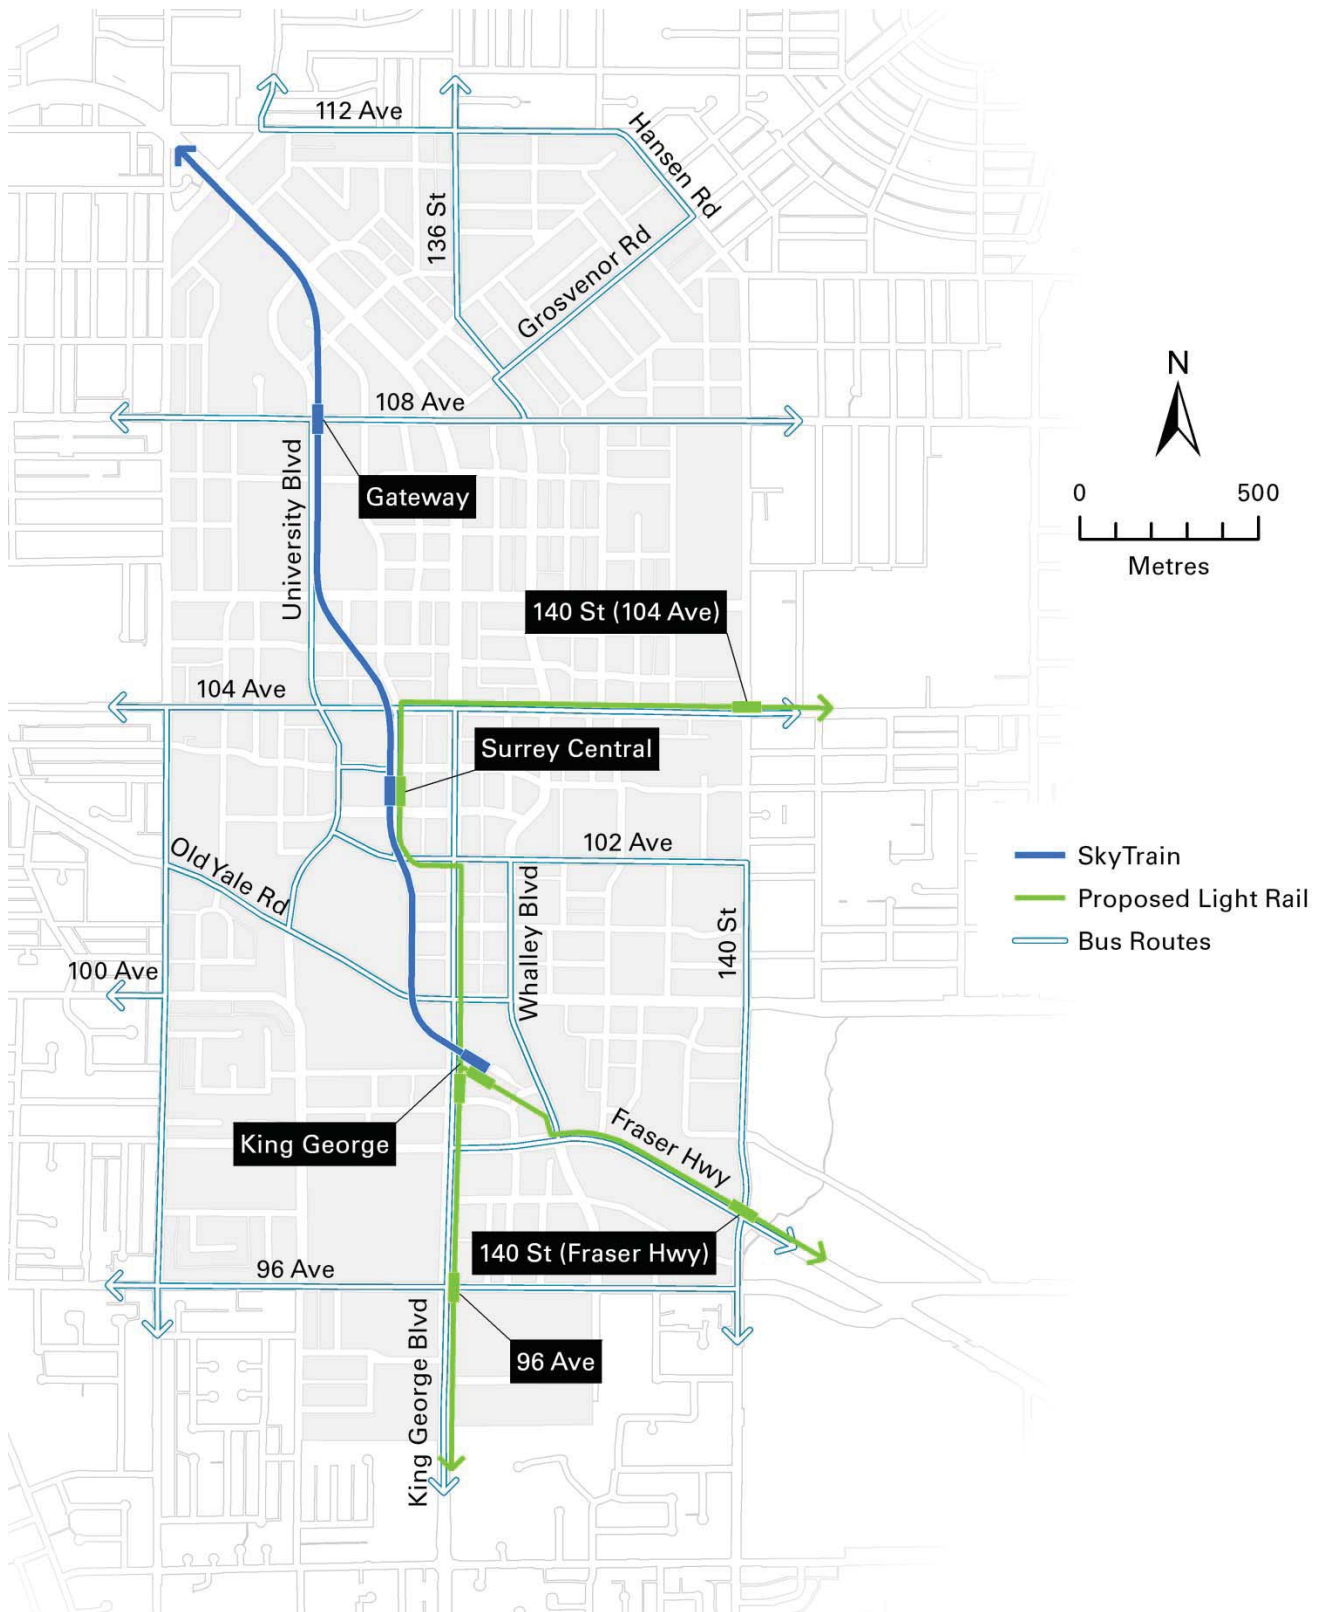 112 Ave
Hansen Rd
136 St
Grosvenor Rd
N
108 Ave
0 500
Metres
Gateway
University Blvd
140 St (104 Ave)
104 Ave
Surrey Central
102 Ave
Old Yale Rd
SkyTrain
Whalley Blvd
Proposed Light Rail
140 St
Bus Routes
100 Ave
Fraser Hwy
King George
140 St (Fraser Hwy)
96 Ave
King George Blvd
96 Ave